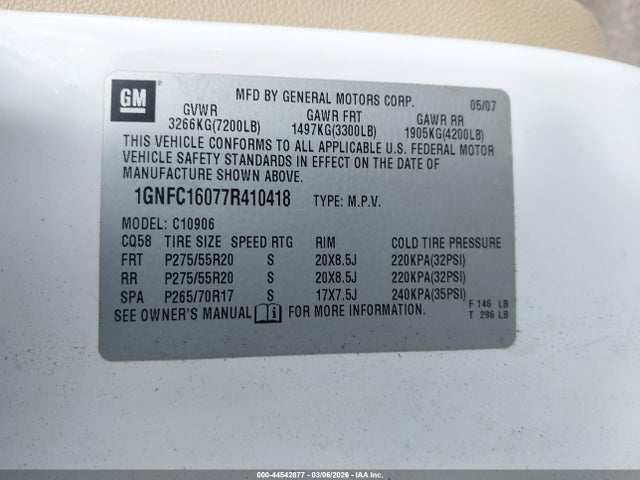 GM
MFD BY GENERAL MOTORS CORP. 05/07
GVWR GAWR FRT GAWR RR
3266KG(7200LB) 1497KG(3300LB) 1905KG(4200LB)
THIS VEHICLE CONFORMS TO ALL APPLICABLE U.S. FEDERAL MOTOR
VEHICLE SAFETY STANDARDS IN EFFECT ON THE DATE OF
MANUFACTURE SHOWN ABOVE.
1GNFC16077R410418 TYPE: M.P.V.
MODEL: C10906
CQ58 TIRE SIZE SPEED RTG RIM COLD TIRE PRESSURE
FRT P275/55R20 S 20X8.5J 220KPA(32PSI)
RR P275/55R20 S 20X8.5J 220KPA(32PSI)
SPA P265/70R17 S 17X7.5J 240KPA(35PSI)
F 146 LB
T 296 LB
SEE OWNER'S MANUAL i FOR MORE INFORMATION.
000-44542877 - 03/06/2026 - IAA Inc.